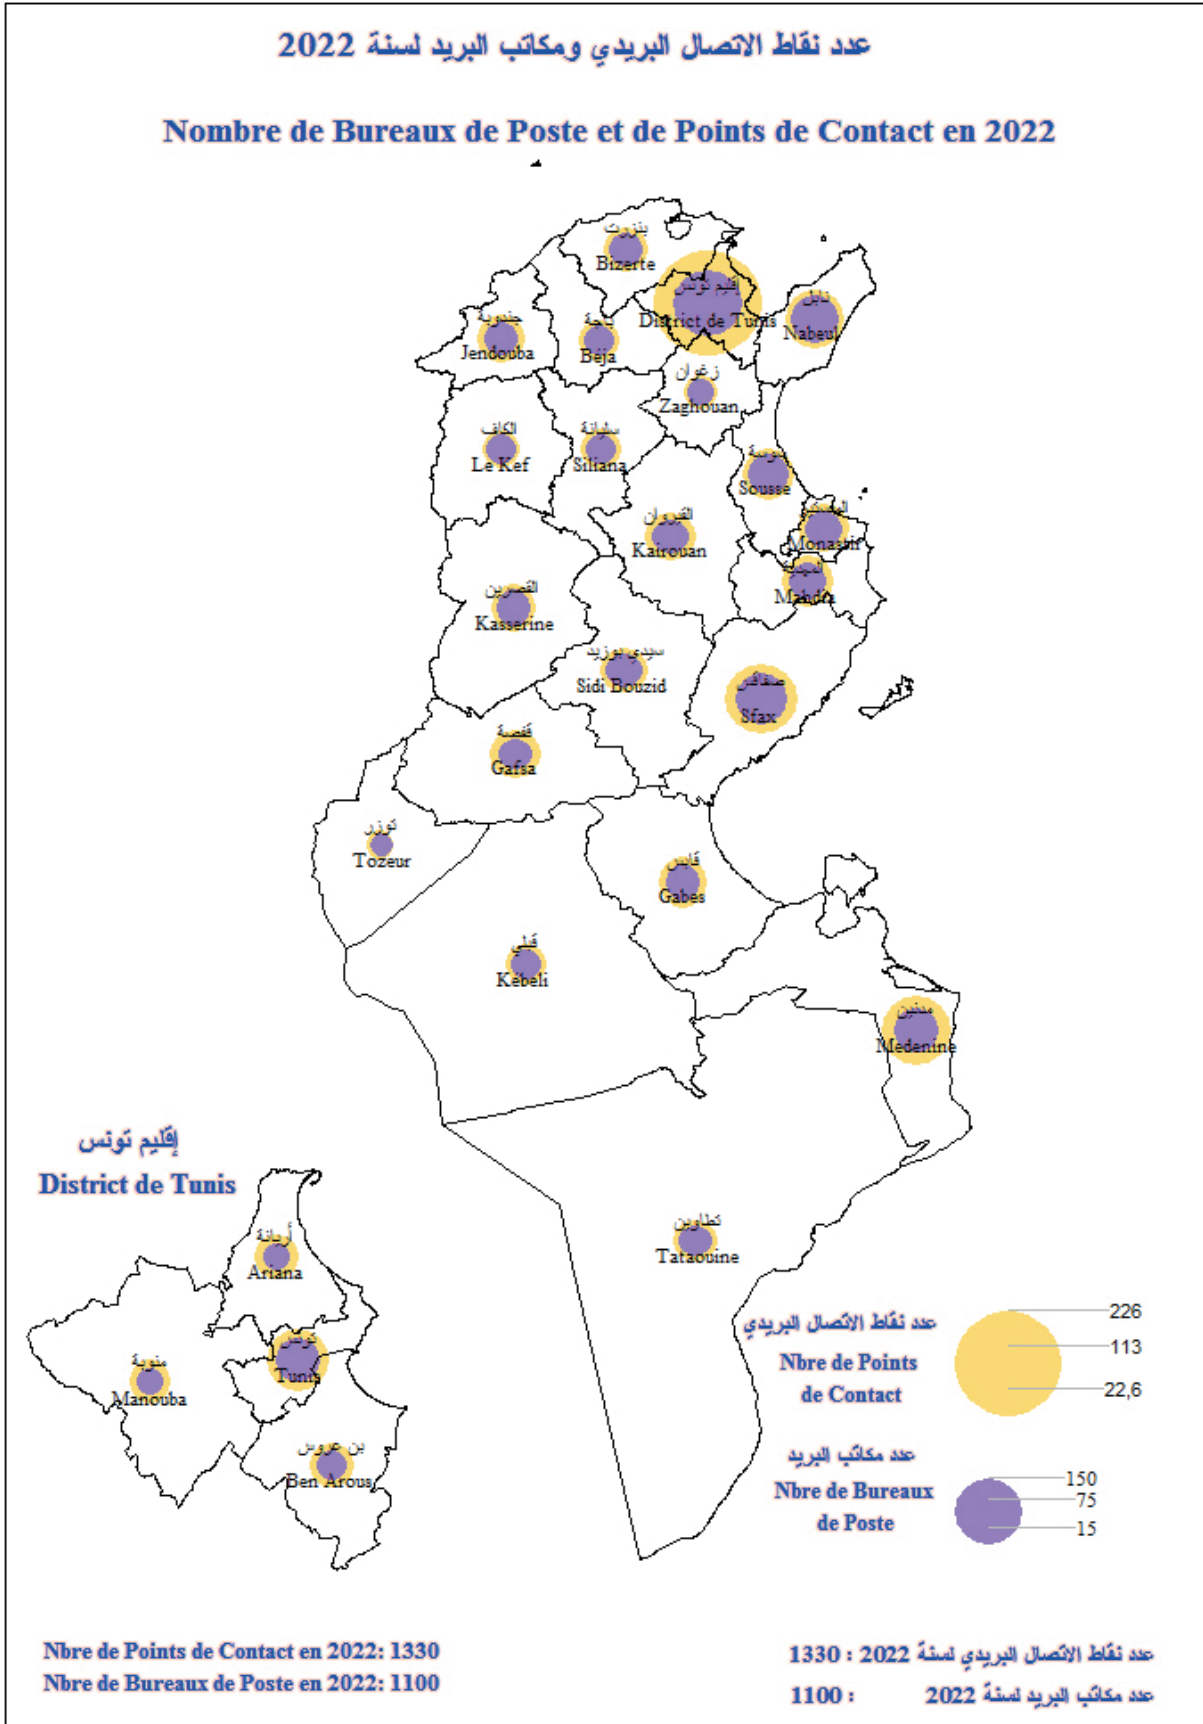 عدد نقاط الاتصال البريدي ومكاتب البريد لسنة 2022
Nombre de Bureaux de Poste et de Points de Contact en 2022
بنزرت
Bizerte
إقليم تونس
District de Tunis
نابل
Nabeul
جندوبة
Jendouba
باجة
Béja
زغوان
Zaghouan
الكاف
Le Kef
سليانة
Siliana
سوسة
Sousse
القيروان
Kairouan
Monastir
المهدية
Mahdia
القصرين
Kasserine
سيدي بوزيد
Sidi Bouzid
صفاقس
Sfax
قفصة
Gafsa
توزر
Tozeur
قابس
Gabes
قبلي
Kébeli
مدنين
Medenine
تطاوين
Tataouine
إقليم تونس
District de Tunis
أريانة
Ariana
تونس
Tunis
منوبة
Manouba
بن عروس
Ben Arous
عدد نقاط الاتصال البريدي
Nbre de Points
de Contact
226
113
22,6
عدد مكاتب البريد
Nbre de Bureaux
de Poste
150
75
15
Nbre de Points de Contact en 2022: 1330
Nbre de Bureaux de Poste en 2022: 1100
عدد نقاط الاتصال البريدي لسنة 2022 : 1330
عدد مكاتب البريد لسنة 2022 : 1100